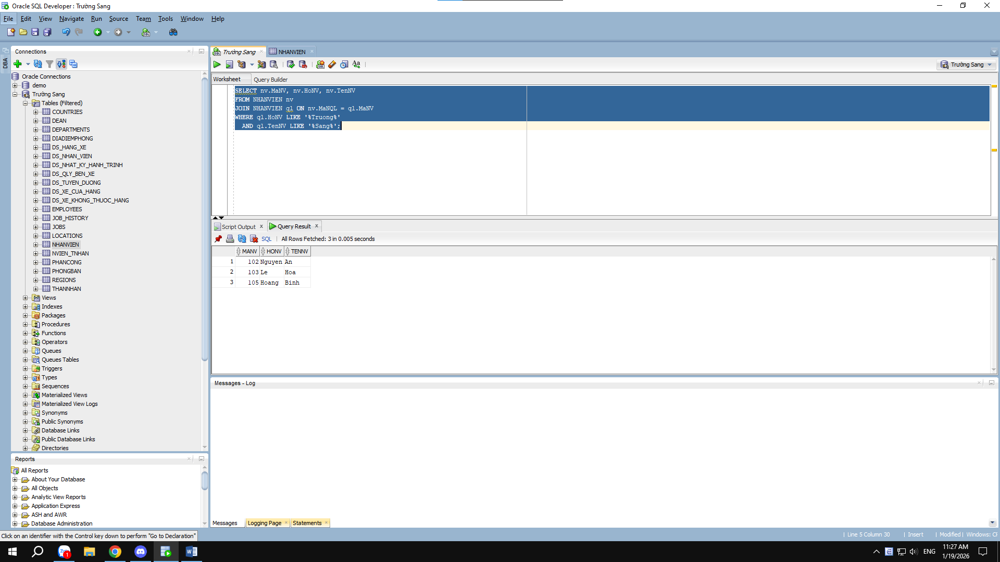 Oracle SQL Developer : Trường Sang
File Edit View Navigate Run Source Team Tools Window Help
DBA
Connections
Oracle Connections
demo
Trường Sang
Tables (Filtered)
COUNTRIES
DEAN
DEPARTMENTS
DIADIEMPHONG
DS_HANG_XE
DS_NHAN_VIEN
DS_NHAT_KY_HANH_TRINH
DS_QLY_BEN_XE
DS_TUYEN_DUONG
DS_XE_CUA_HANG
DS_XE_KHONG_THUOC_HANG
EMPLOYEES
JOB_HISTORY
JOBS
LOCATIONS
NHANVIEN
NVIEN_TNHAN
PHANCONG
PHONGBAN
REGIONS
THANNHAN
Views
Indexes
Packages
Procedures
Functions
Operators
Queues
Queues Tables
Triggers
Types
Sequences
Materialized Views
Materialized View Logs
Synonyms
Public Synonyms
Database Links
Public Database Links
Directories
Reports
All Reports
About Your Database
All Objects
Analytic View Reports
Application Express
ASH and AWR
Database Administration
Trường Sang NHANVIEN
Trường Sang
Worksheet Query Builder
SELECT nv.MaNV, nv.HoNV, nv.TenNV
FROM NHANVIEN nv
JOIN NHANVIEN ql ON nv.MaNQL = ql.MaNV
WHERE ql.HoNV LIKE '%Truong%'
AND ql.TenNV LIKE '%Sang%';
Script Output Query Result
SQL All Rows Fetched: 3 in 0.005 seconds
MANV HONV TENNV
1 102 Nguyen An
2 103 Le Hoa
3 105 Hoang Binh
Messages - Log
Messages Logging Page Statements
Click on an identifier with the Control key down to perform "Go to Declaration"
Line 5 Column 30 Insert Modified Windows: CF
ENG
11:27 AM
1/19/2026